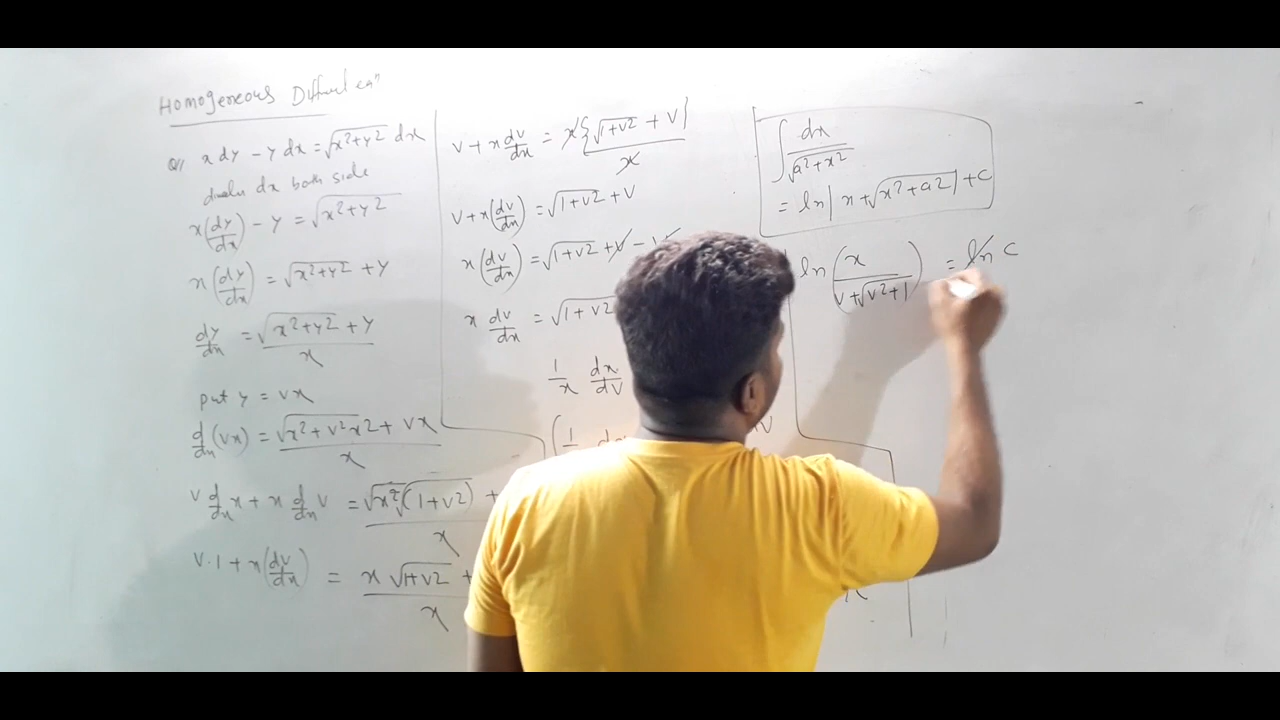 Homogeneous
Q1 x dy - y dx = √x²+y² dx
dx both side
x(dy/dx) - y = √x²+y²
x(dy/dx) = √x²+y² + y
dy/dx = √x²+y² + y / x
put y = vx
d/dx (vx) = √x²+v²x² + vx / x
v d/dx x + x d/dx v = √x² √(1+v²) + / x
v·1 + x(dv/dx) = x √1+v² + / x
v + x dv/dx = x{√1+v² + v} / x
v + x(dv/dx) = √1+v² + v
x(dv/dx) = √1+v² + v - v
x dv/dx = √1+v²
1/x dx/dv
(1/x dx
∫ dx / √a²+x²
= ln| x+√x²+a² | + c
ln( x / v+√v²+1 ) = ln c